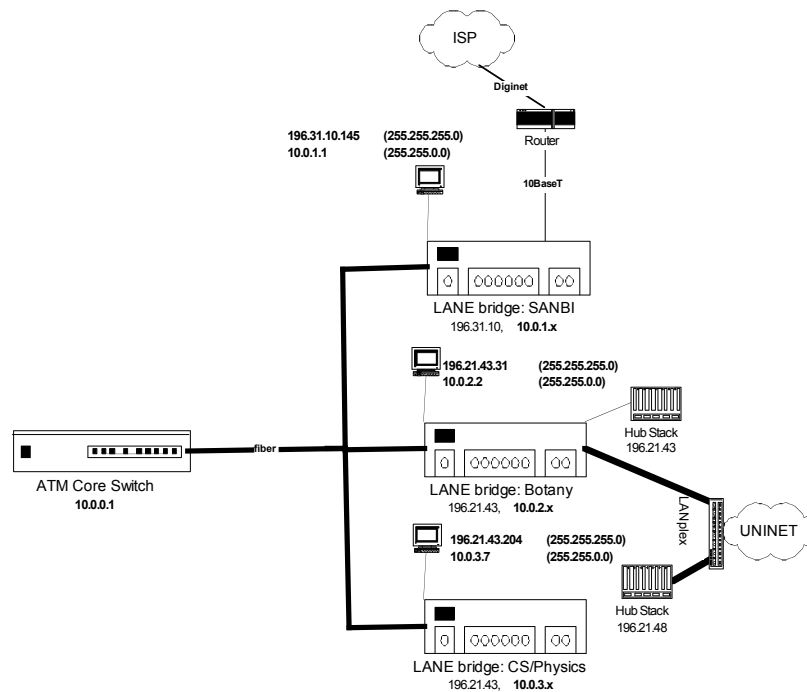 ISP
Diginet
Router
196.31.10.145 (255.255.255.0)
10.0.1.1 (255.255.0.0)
10BaseT
LANE bridge: SANBI
196.31.10, 10.0.1.x
196.21.43.31 (255.255.255.0)
10.0.2.2 (255.255.0.0)
Hub Stack
196.21.43
fiber
ATM Core Switch
10.0.0.1
LANE bridge: Botany
196.21.43, 10.0.2.x
LANplex
UNINET
196.21.43.204 (255.255.255.0)
10.0.3.7 (255.255.0.0)
Hub Stack
196.21.48
LANE bridge: CS/Physics
196.21.43, 10.0.3.x